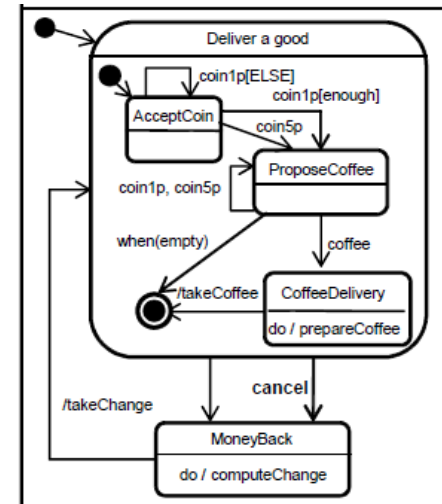 Deliver a good
coin1p[ELSE]
coin1p[enough]
AcceptCoin
coin5p
ProposeCoffee
coin1p, coin5p
when(empty)
coffee
/takeCoffee
CoffeeDelivery
do / prepareCoffee
cancel
/takeChange
MoneyBack
do / computeChange